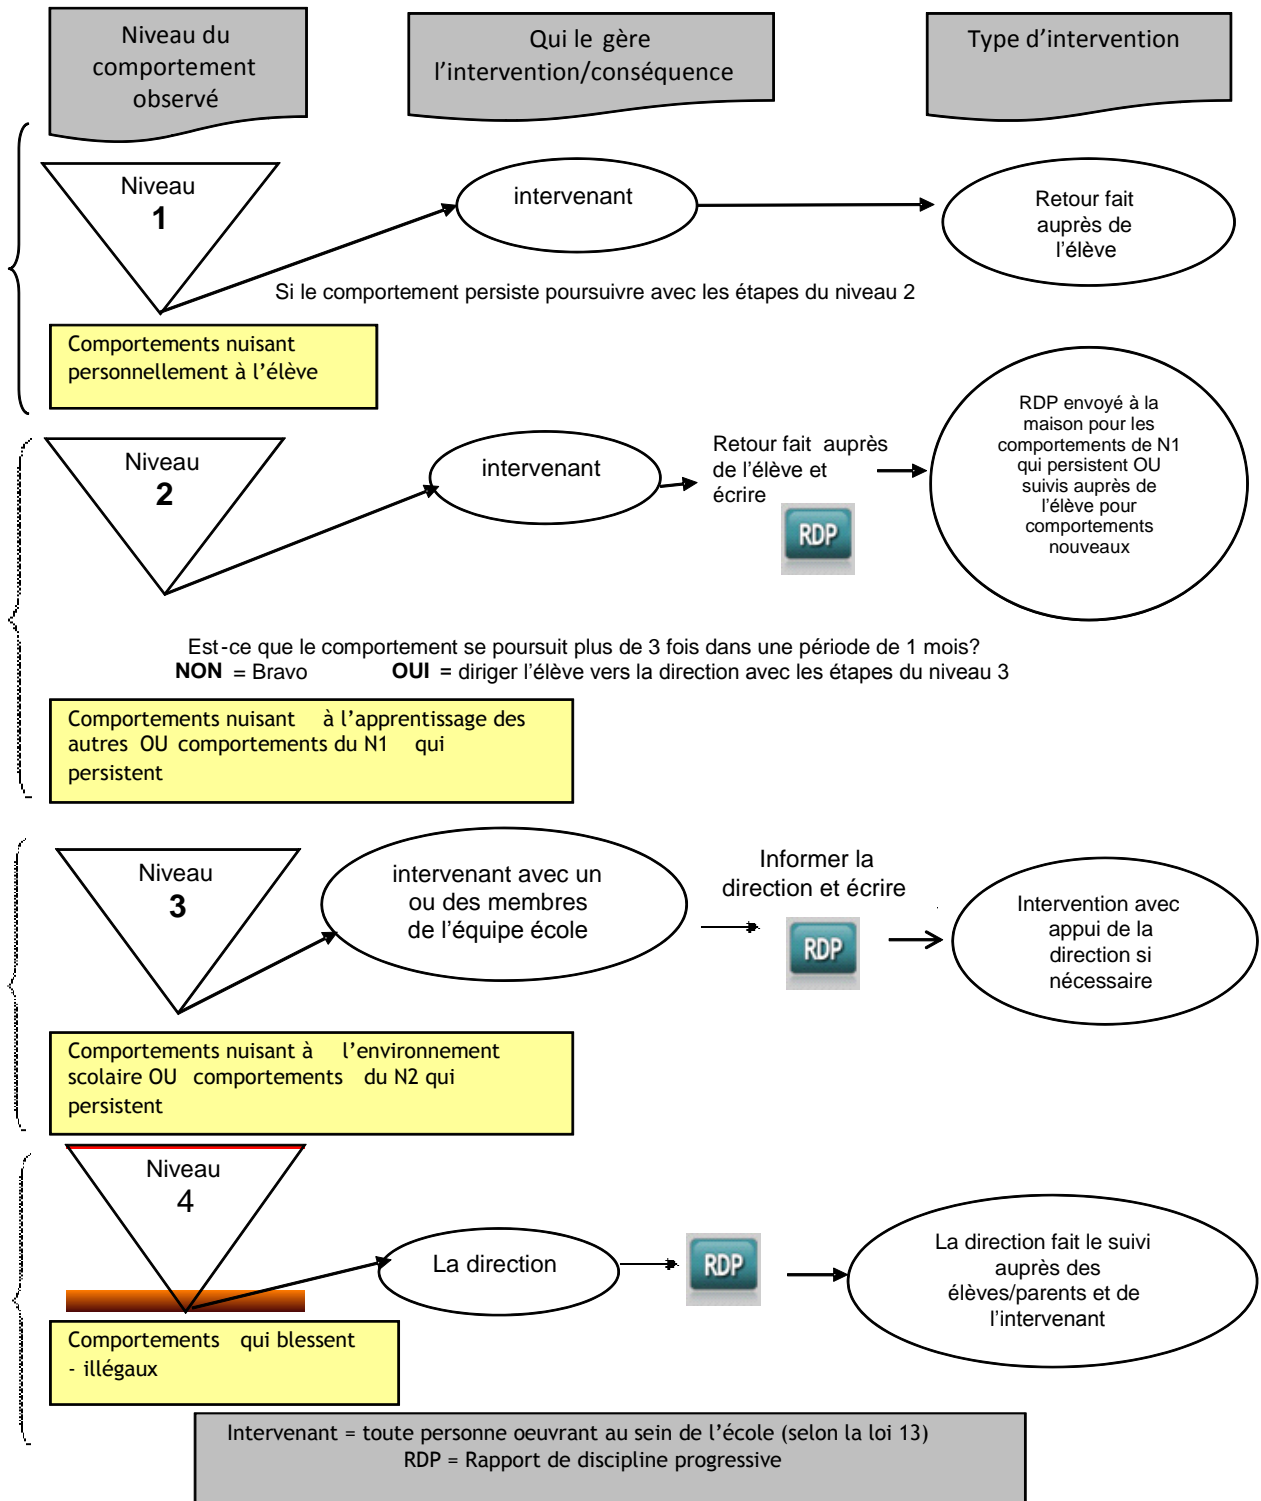 Niveau du
comportement
observé
Qui le gère
l’intervention/conséquence
Type d’intervention
Niveau
1
intervenant
Retour fait
auprès de
l’élève
Si le comportement persiste poursuivre avec les étapes du niveau 2
Comportements nuisant
personnellement à l’élève
Niveau
2
intervenant
Retour fait auprès
de l’élève et
écrire
RDP
RDP envoyé à la
maison pour les
comportements de N1
qui persistent OU
suivis auprès de
l’élève pour
comportements
nouveaux
Est-ce que le comportement se poursuit plus de 3 fois dans une période de 1 mois?
NON = Bravo OUI = diriger l’élève vers la direction avec les étapes du niveau 3
Comportements nuisant à l’apprentissage des
autres OU comportements du N1 qui
persistent
Niveau
3
intervenant avec un
ou des membres
de l’équipe école
Informer la
direction et écrire
RDP
Intervention avec
appui de la
direction si
nécessaire
Comportements nuisant à l’environnement
scolaire OU comportements du N2 qui
persistent
Niveau
4
La direction
RDP
La direction fait le suivi
auprès des
élèves/parents et de
l’intervenant
Comportements qui blessent
- illégaux
Intervenant = toute personne oeuvrant au sein de l’école (selon la loi 13)
RDP = Rapport de discipline progressive